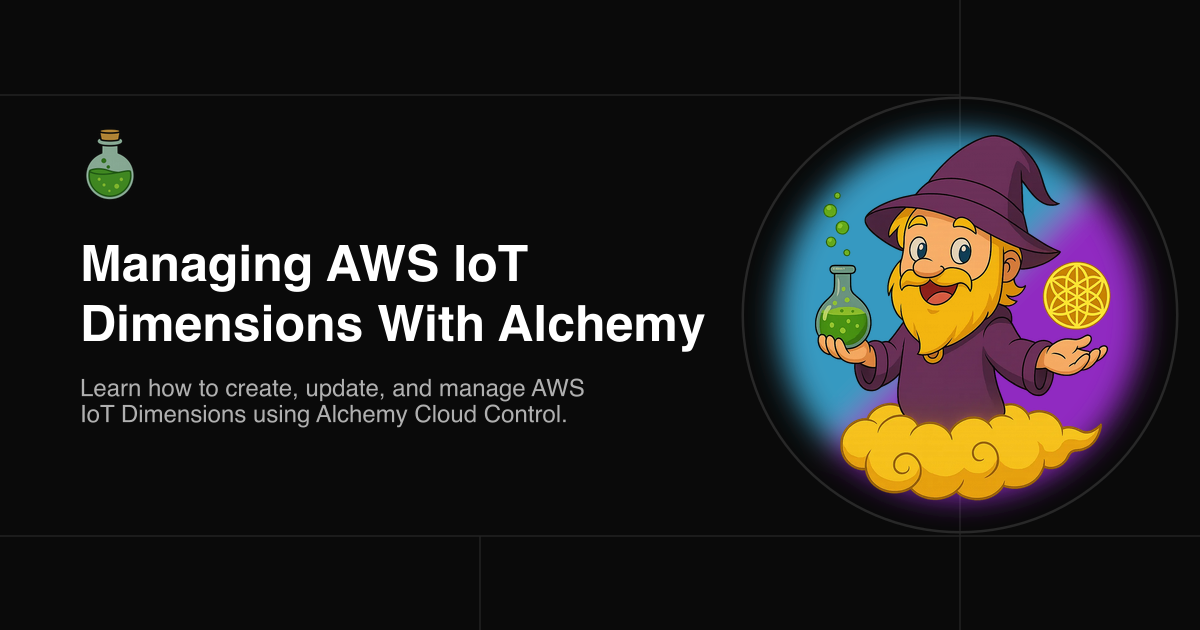 Managing AWS IoT
Dimensions With Alchemy
Learn how to create, update, and manage AWS
IoT Dimensions using Alchemy Cloud Control.